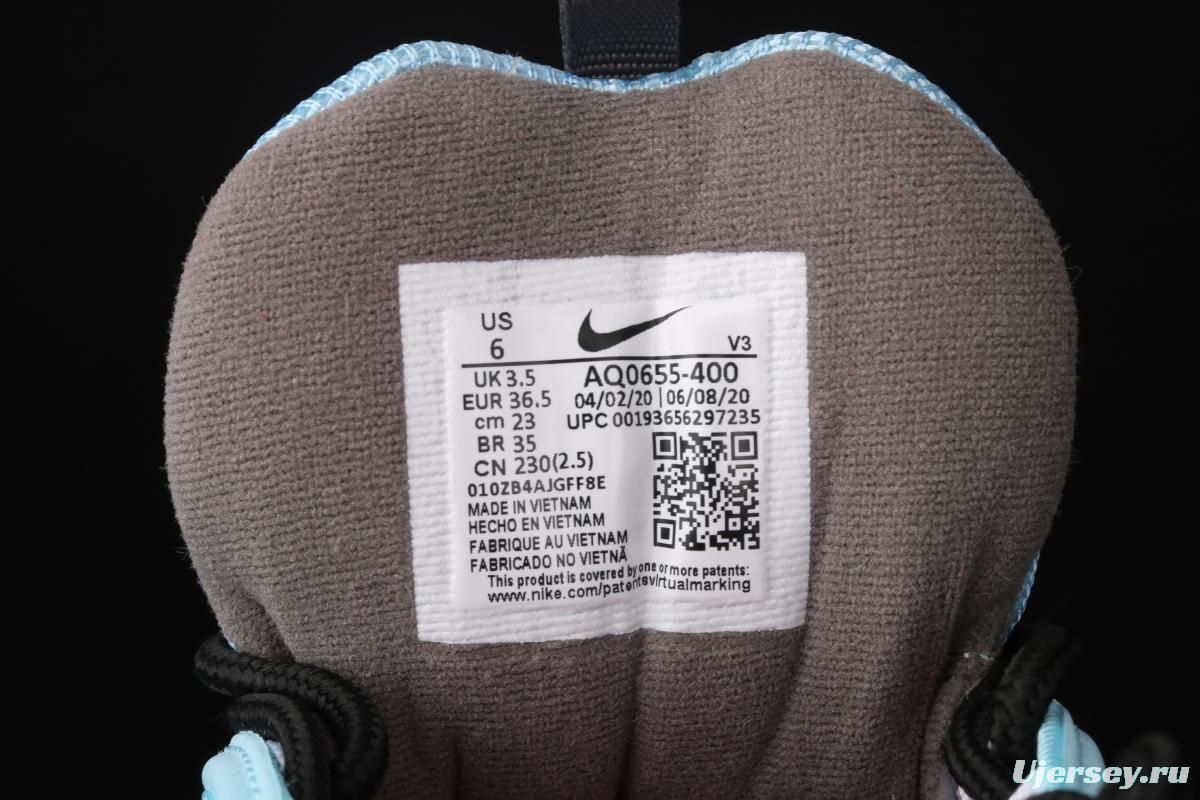 US
6
V3
UK 3.5
EUR 36.5
cm 23
BR 35
CN 230(2.5)
AQ0655-400
04/02/20 | 06/08/20
UPC 00193656297235
010ZB4AJGFF8E
MADE IN VIETNAM
HECHO EN VIETNAM
FABRIQUE AU VIETNAM
FABRICADO NO VIETNÃ
This product is covered by one or more patents:
www.nike.com/patentsvirtualmarking
Ujersey.ru